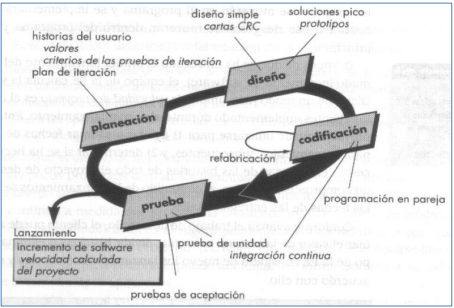 diseño simple
cartas CRC
soluciones pico
prototipos
historias del usuario
valores
criterios de las pruebas de iteración
plan de iteración
diseño
planeación
codificación
refabricación
programación en pareja
prueba
Lanzamiento
incremento de software
velocidad calculada
del proyecto
prueba de unidad
integración continua
pruebas de aceptación